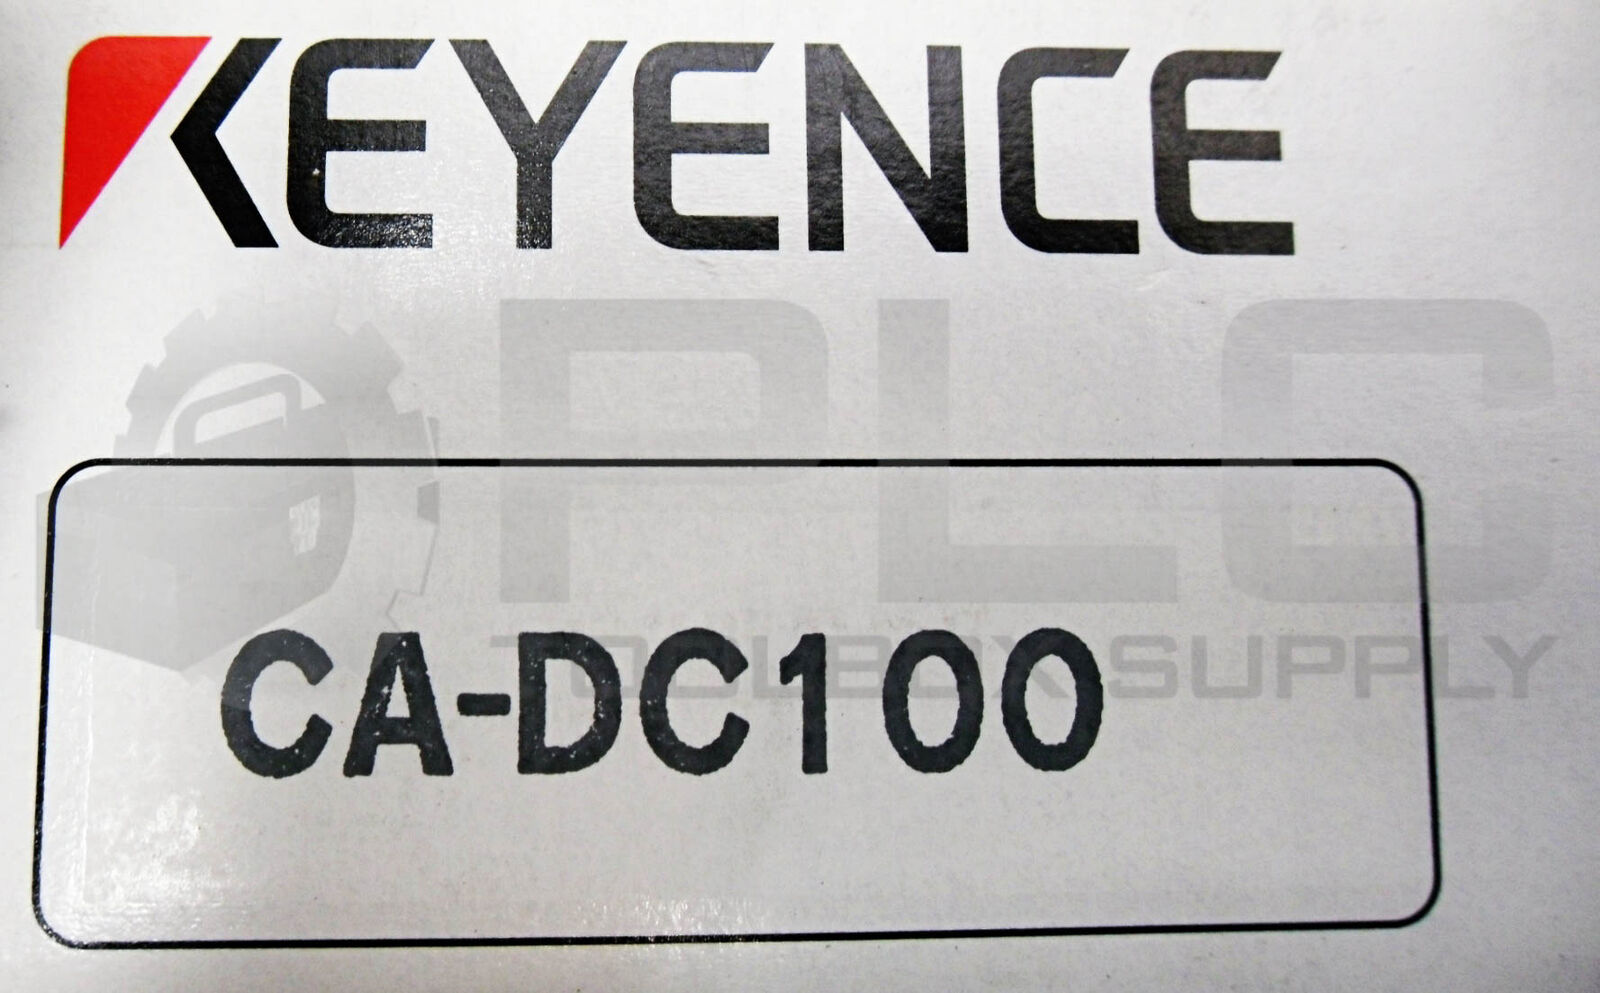 KEYENCE
PLC
TOOLBOX SUPPLY
CA-DC100